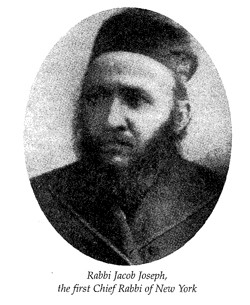 Rabbi Jacob Joseph,
the first Chief Rabbi of New York